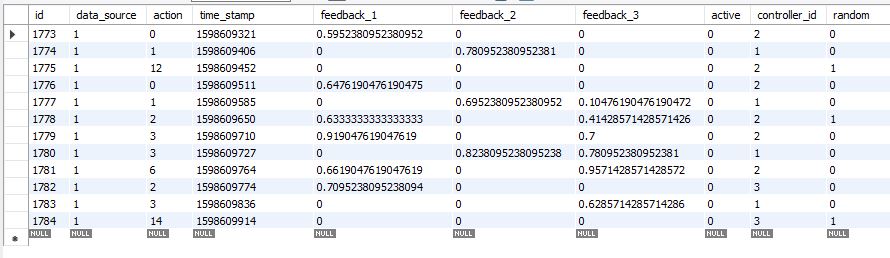 id data_source action time_stamp feedback_1 feedback_2 feedback_3 active controller_id random
1773 1 0 1598609321 0.5952380952380952 0 0 0 2 0
1774 1 1 1598609406 0 0.780952380952381 0 0 1 0
1775 1 12 1598609452 0 0 0 0 2 1
1776 1 0 1598609511 0.6476190476190475 0 0 0 2 0
1777 1 1 1598609585 0 0.6952380952380952 0.10476190476190472 0 1 0
1778 1 2 1598609650 0.6333333333333333 0 0.41428571428571426 0 2 1
1779 1 3 1598609710 0.919047619047619 0 0.7 0 2 0
1780 1 3 1598609727 0 0.8238095238095238 0.780952380952381 0 1 0
1781 1 6 1598609764 0.6619047619047619 0 0.9571428571428572 0 2 0
1782 1 2 1598609774 0.7095238095238094 0 0 0 3 0
1783 1 3 1598609836 0 0 0.6285714285714286 0 1 0
1784 1 14 1598609914 0 0 0 0 3 1
NULL NULL NULL NULL NULL NULL NULL NULL NULL NULL